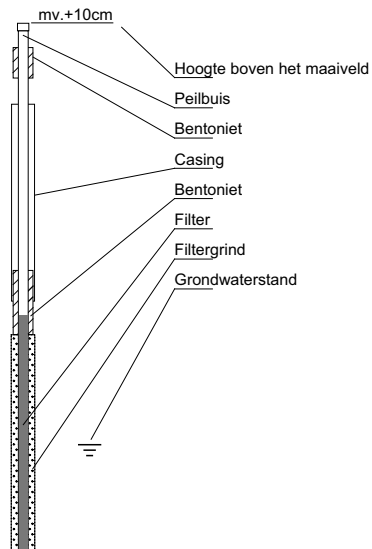 mv.+10cm
Hoogte boven het maaiveld
Peilbuis
Bentoniet
Casing
Bentoniet
Filter
Filtergrind
Grondwaterstand